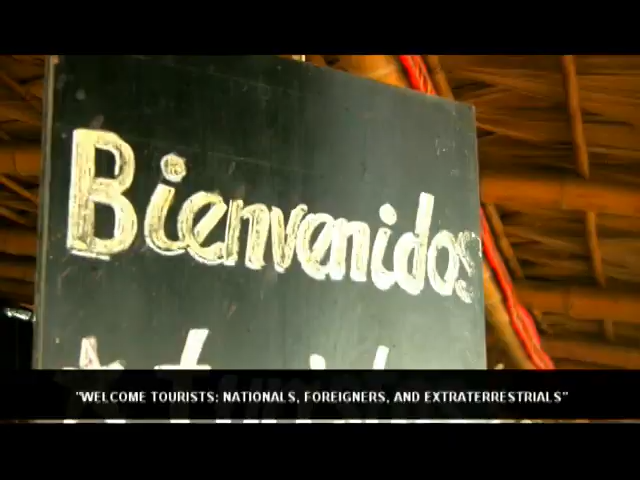 Bienvenidos
"WELCOME TOURISTS: NATIONALS, FOREIGNERS, AND EXTRATERRESTRIALS"